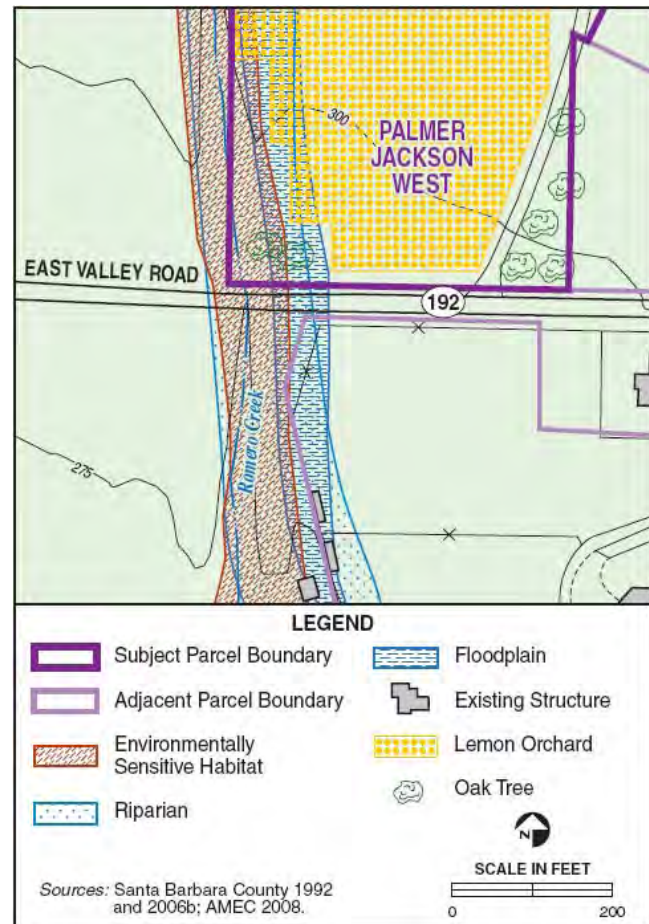 300
PALMER
JACKSON
WEST
EAST VALLEY ROAD
192
Romero Creek
275
LEGEND
Subject Parcel Boundary
Adjacent Parcel Boundary
Environmentally
Sensitive Habitat
Riparian
Floodplain
Existing Structure
Lemon Orchard
Oak Tree
N
SCALE IN FEET
0 200
Sources: Santa Barbara County 1992
and 2006b; AMEC 2008.